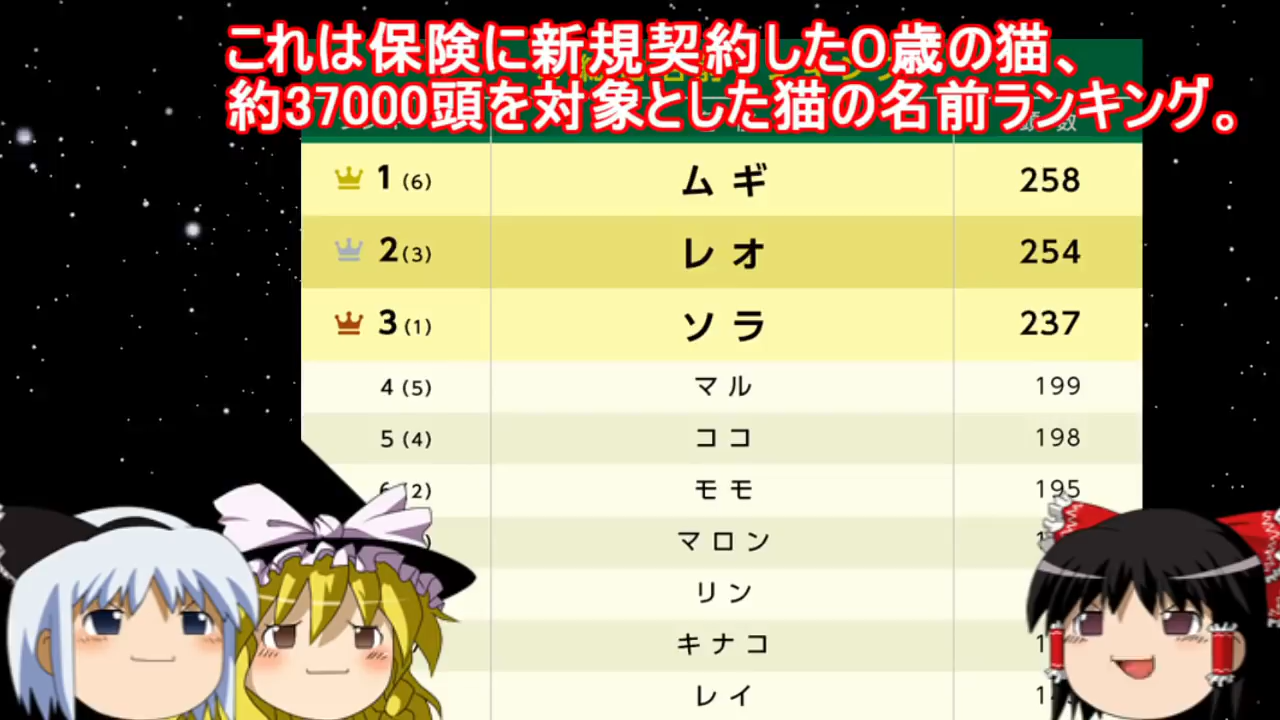 これは保険に新規契約した0歳の猫、
約37000頭を対象とした猫の名前ランキング。
1 (6) ムギ 258
2 (3) レオ 254
3 (1) ソラ 237
4 (5) マル 199
5 (4) ココ 198
モモ 195
マロン
リン
キナコ
レイ